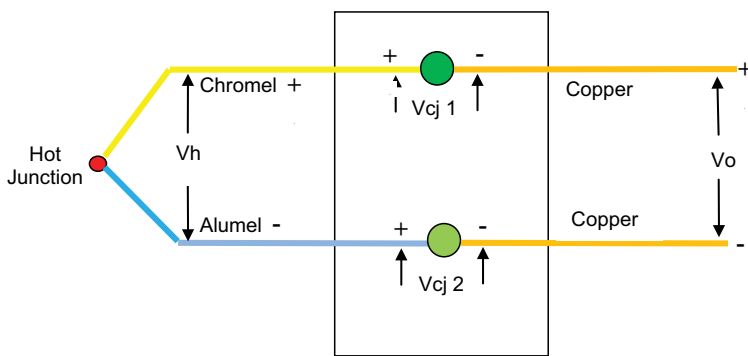 + - +
Chromel +
Vcj 1
Copper
Hot
Junction
Vh
Vo
Alumel -
+ -
Copper
-
Vcj 2